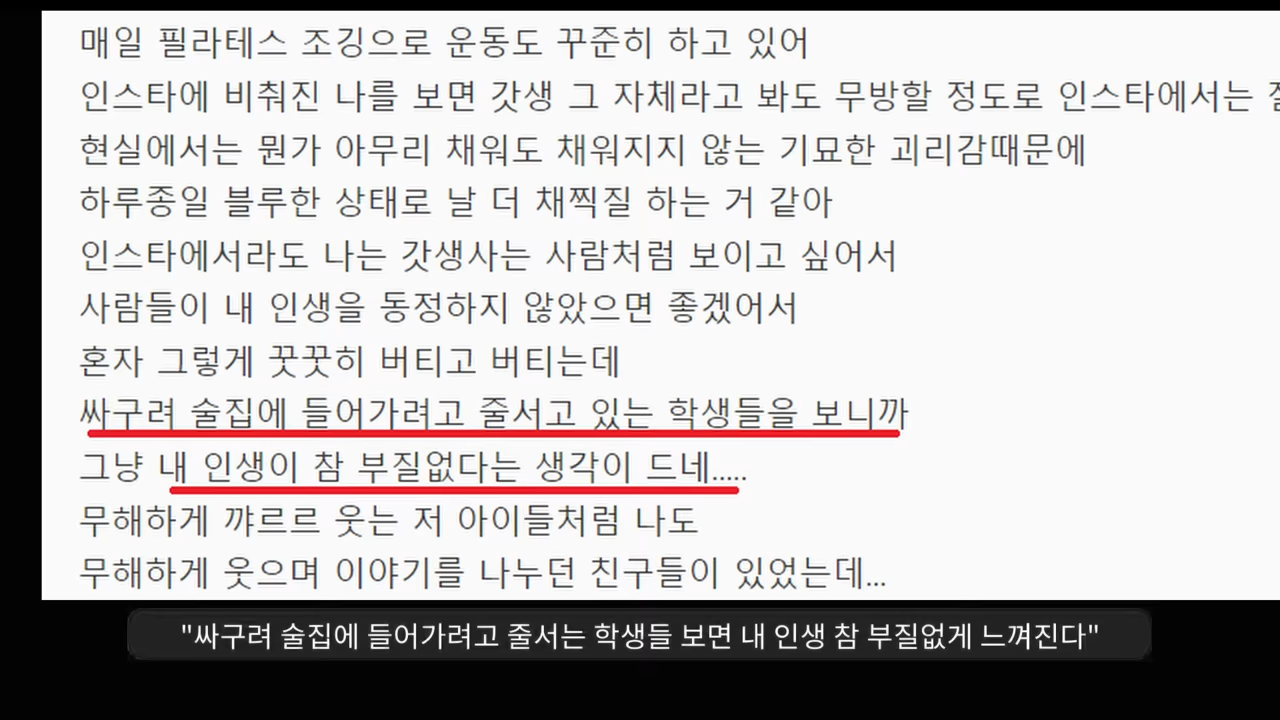 매일 필라테스 조깅으로 운동도 꾸준히 하고 있어
인스타에 비춰진 나를 보면 갓생 그 자체라고 봐도 무방할 정도로 인스타에서는
현실에서는 뭔가 아무리 채워도 채워지지 않는 기묘한 괴리감때문에
하루종일 블루한 상태로 날 더 채찍질 하는 거 같아
인스타에서라도 나는 갓생사는 사람처럼 보이고 싶어서
사람들이 내 인생을 동정하지 않았으면 좋겠어서
혼자 그렇게 꿋꿋히 버티고 버티는데
싸구려 술집에 들어가려고 줄서고 있는 학생들을 보니까
그냥 내 인생이 참 부질없다는 생각이 드네.....
무해하게 꺄르르 웃는 저 아이들처럼 나도
무해하게 웃으며 이야기를 나누던 친구들이 있었는데...
"싸구려 술집에 들어가려고 줄서는 학생들 보면 내 인생 참 부질없게 느껴진다"